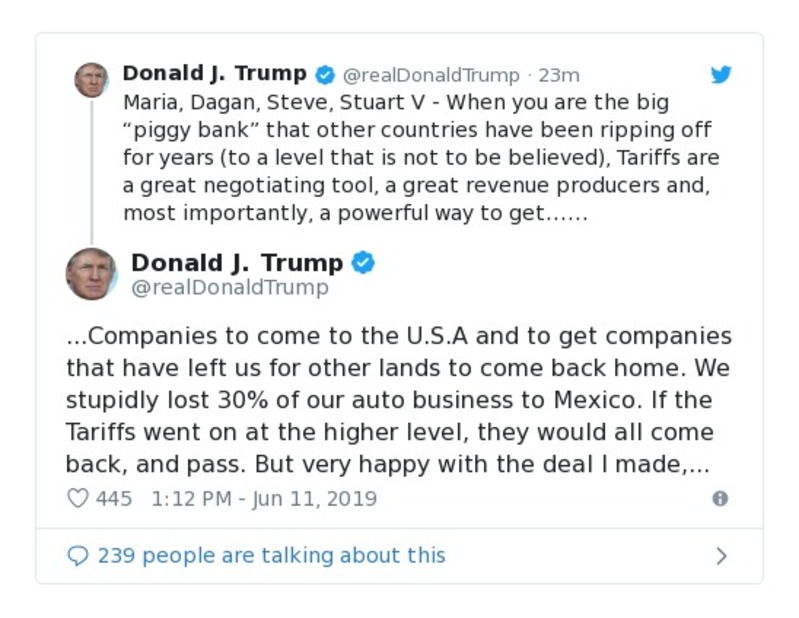 Donald J. Trump @realDonaldTrump · 23m
Maria, Dagan, Steve, Stuart V - When you are the big
“piggy bank” that other countries have been ripping off
for years (to a level that is not to be believed), Tariffs are
a great negotiating tool, a great revenue producers and,
most importantly, a powerful way to get......
Donald J. Trump
@realDonaldTrump
...Companies to come to the U.S.A and to get companies
that have left us for other lands to come back home. We
stupidly lost 30% of our auto business to Mexico. If the
Tariffs went on at the higher level, they would all come
back, and pass. But very happy with the deal I made,...
445 1:12 PM - Jun 11, 2019
239 people are talking about this